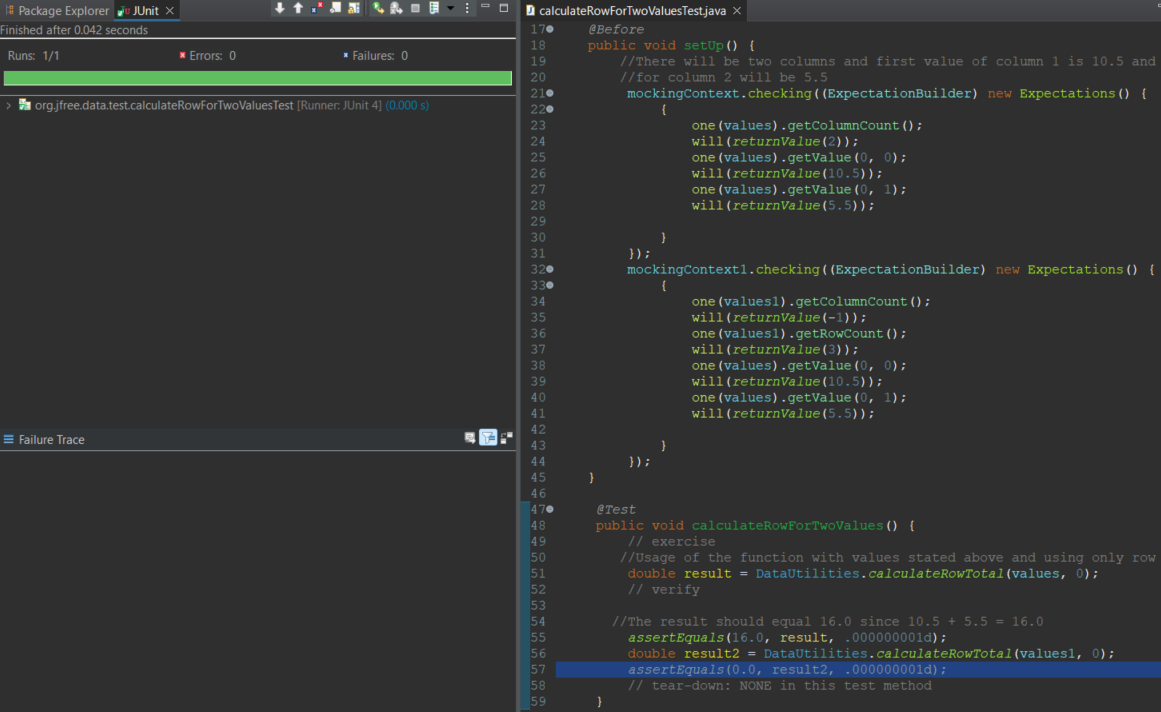 Package Explorer JUnit
Finished after 0.042 seconds
Runs: 1/1 Errors: 0 Failures: 0
org.jfree.data.test.calculateRowForTwoValuesTest [Runner: JUnit 4] (0.000 s)
Failure Trace
calculateRowForTwoValuesTest.java
17 @Before
18 public void setUp() {
19 //There will be two columns and first value of column 1 is 10.5 and
20 //for column 2 will be 5.5
21 mockingContext.checking((ExpectationBuilder) new Expectations() {
22 {
23 one(values).getColumnCount();
24 will(returnValue(2));
25 one(values).getValue(0, 0);
26 will(returnValue(10.5));
27 one(values).getValue(0, 1);
28 will(returnValue(5.5));
29
30 }
31 });
32 mockingContext1.checking((ExpectationBuilder) new Expectations() {
33 {
34 one(values1).getColumnCount();
35 will(returnValue(-1));
36 one(values1).getRowCount();
37 will(returnValue(3));
38 one(values).getValue(0, 0);
39 will(returnValue(10.5));
40 one(values).getValue(0, 1);
41 will(returnValue(5.5));
42
43 }
44 });
45 }
46
47 @Test
48 public void calculateRowForTwoValues() {
49 // exercise
50 //Usage of the function with values stated above and using only row
51 double result = DataUtilities.calculateRowTotal(values, 0);
52 // verify
53
54 //The result should equal 16.0 since 10.5 + 5.5 = 16.0
55 assertEquals(16.0, result, .000000001d);
56 double result2 = DataUtilities.calculateRowTotal(values1, 0);
57 assertEquals(0.0, result2, .000000001d);
58 // tear-down: NONE in this test method
59 }